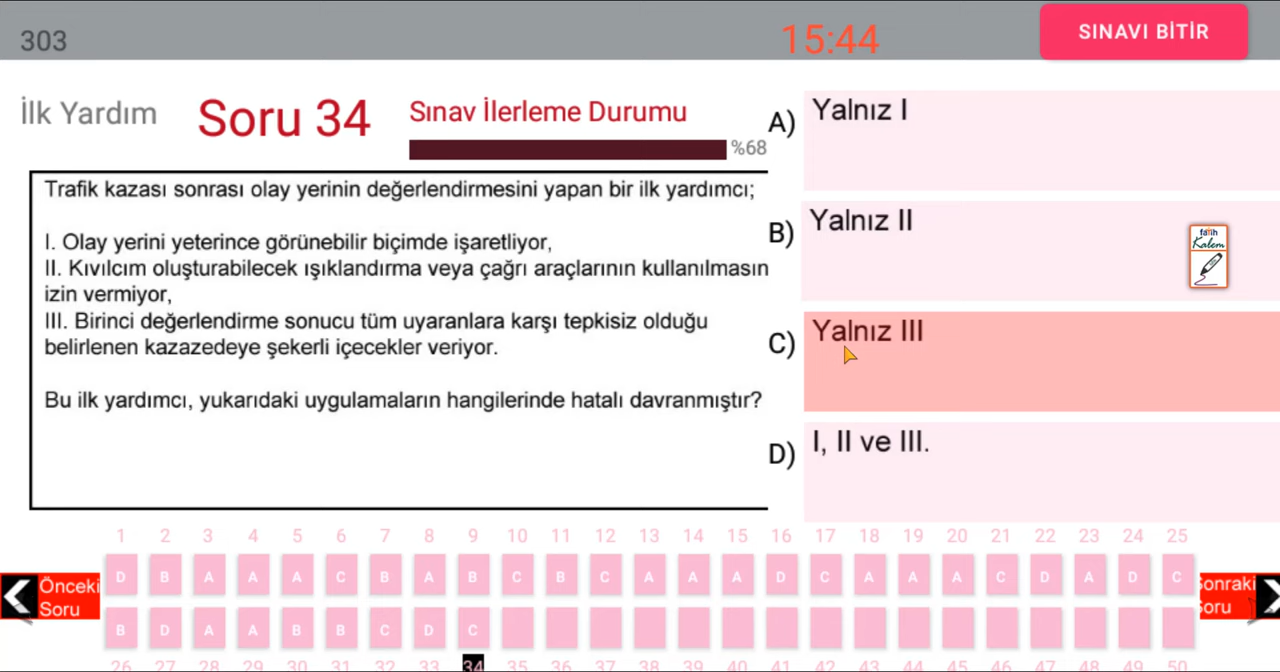 303
15:44
SINAVI BİTİR
İlk Yardım
Soru 34
Sınav İlerleme Durumu
%68
Trafik kazası sonrası olay yerinin değerlendirmesini yapan bir ilk yardımcı;
I. Olay yerini yeterince görünebilir biçimde işaretliyor,
II. Kıvılcım oluşturabilecek ışıklandırma veya çağrı araçlarının kullanılmasın
izin vermiyor,
III. Birinci değerlendirme sonucu tüm uyaranlara karşı tepkisiz olduğu
belirlenen kazazedeye şekerli içecekler veriyor.
Bu ilk yardımcı, yukarıdaki uygulamaların hangilerinde hatalı davranmıştır?
A) Yalnız I
B) Yalnız II
C) Yalnız III
D) I, II ve III.
fatih
Kalem
1 2 3 4 5 6 7 8 9 10 11 12 13 14 15 16 17 18 19 20 21 22 23 24 25
D B A A A C B A B C B C A A A D C A A A C D A D C
B D A A B B C D C
26 27 28 29 30 31 32 33 34 35 36 37 38 39 40 41 42 43 44 45 46 47 48 49 50
Önceki
Soru
Sonraki
Soru